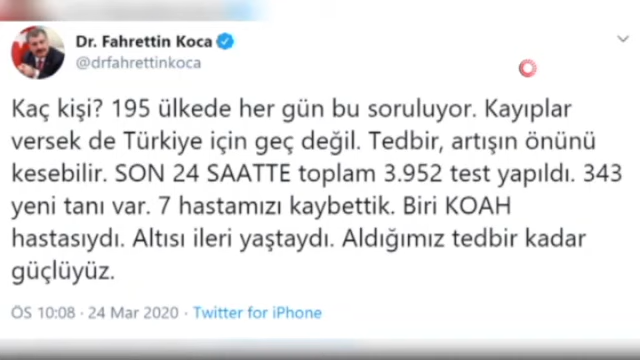 Dr. Fahrettin Koca
@drfahrettinkoca
Kaç kişi? 195 ülkede her gün bu soruluyor. Kayıplar
versek de Türkiye için geç değil. Tedbir, artışın önünü
kesebilir. SON 24 SAATTE toplam 3.952 test yapıldı. 343
yeni tanı var. 7 hastamızı kaybettik. Biri KOAH
hastasıydı. Altısı ileri yaştaydı. Aldığımız tedbir kadar
güçlüyüz.
ÖS 10:08 · 24 Mar 2020 · Twitter for iPhone